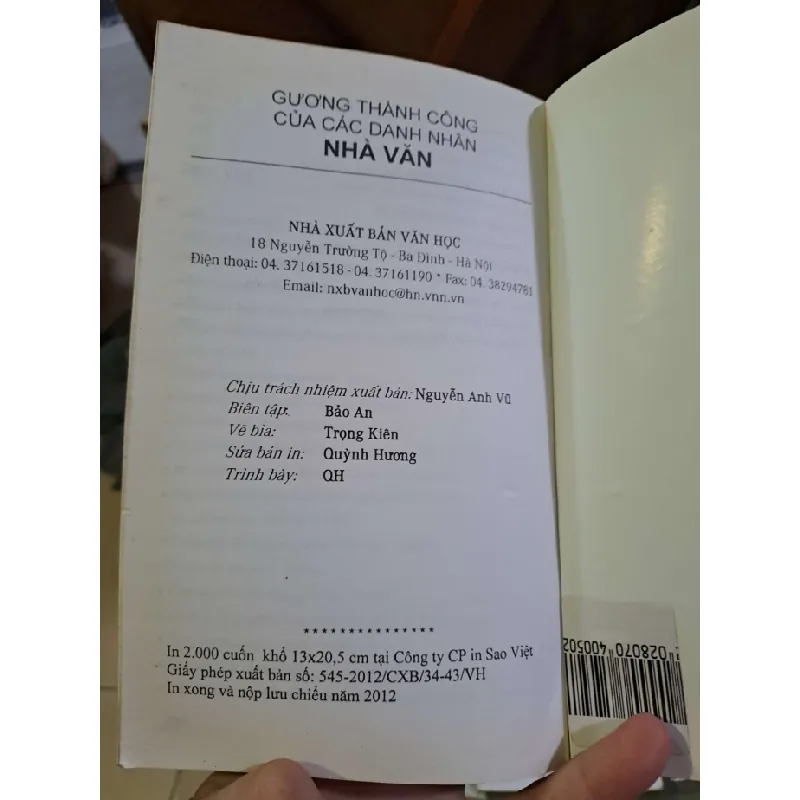 GƯƠNG THÀNH CÔNG
CỦA CÁC DANH NHÂN
NHÀ VĂN
NHÀ XUẤT BẢN VĂN HỌC
18 Nguyễn Trường Tộ - Ba Đình - Hà Nội
Điện thoại: 04. 37161518 - 04. 37161190 * Fax: 04. 38294781
Email: nxbvanhoc@hn.vnn.vn
Chịu trách nhiệm xuất bản: Nguyễn Anh Vũ
Biên tập: Bảo An
Vẽ bìa: Trọng Kiên
Sửa bản in: Quỳnh Hương
Trình bày: QH
***************
In 2.000 cuốn khổ 13x20,5 cm tại Công ty CP in Sao Việt
Giấy phép xuất bản số: 545-2012/CXB/34-43/VH
In xong và nộp lưu chiểu năm 2012